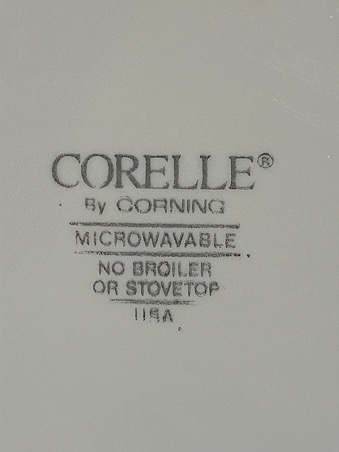 CORELLE®
By CORNING
MICROWAVABLE
NO BROILER
OR STOVETOP
USA